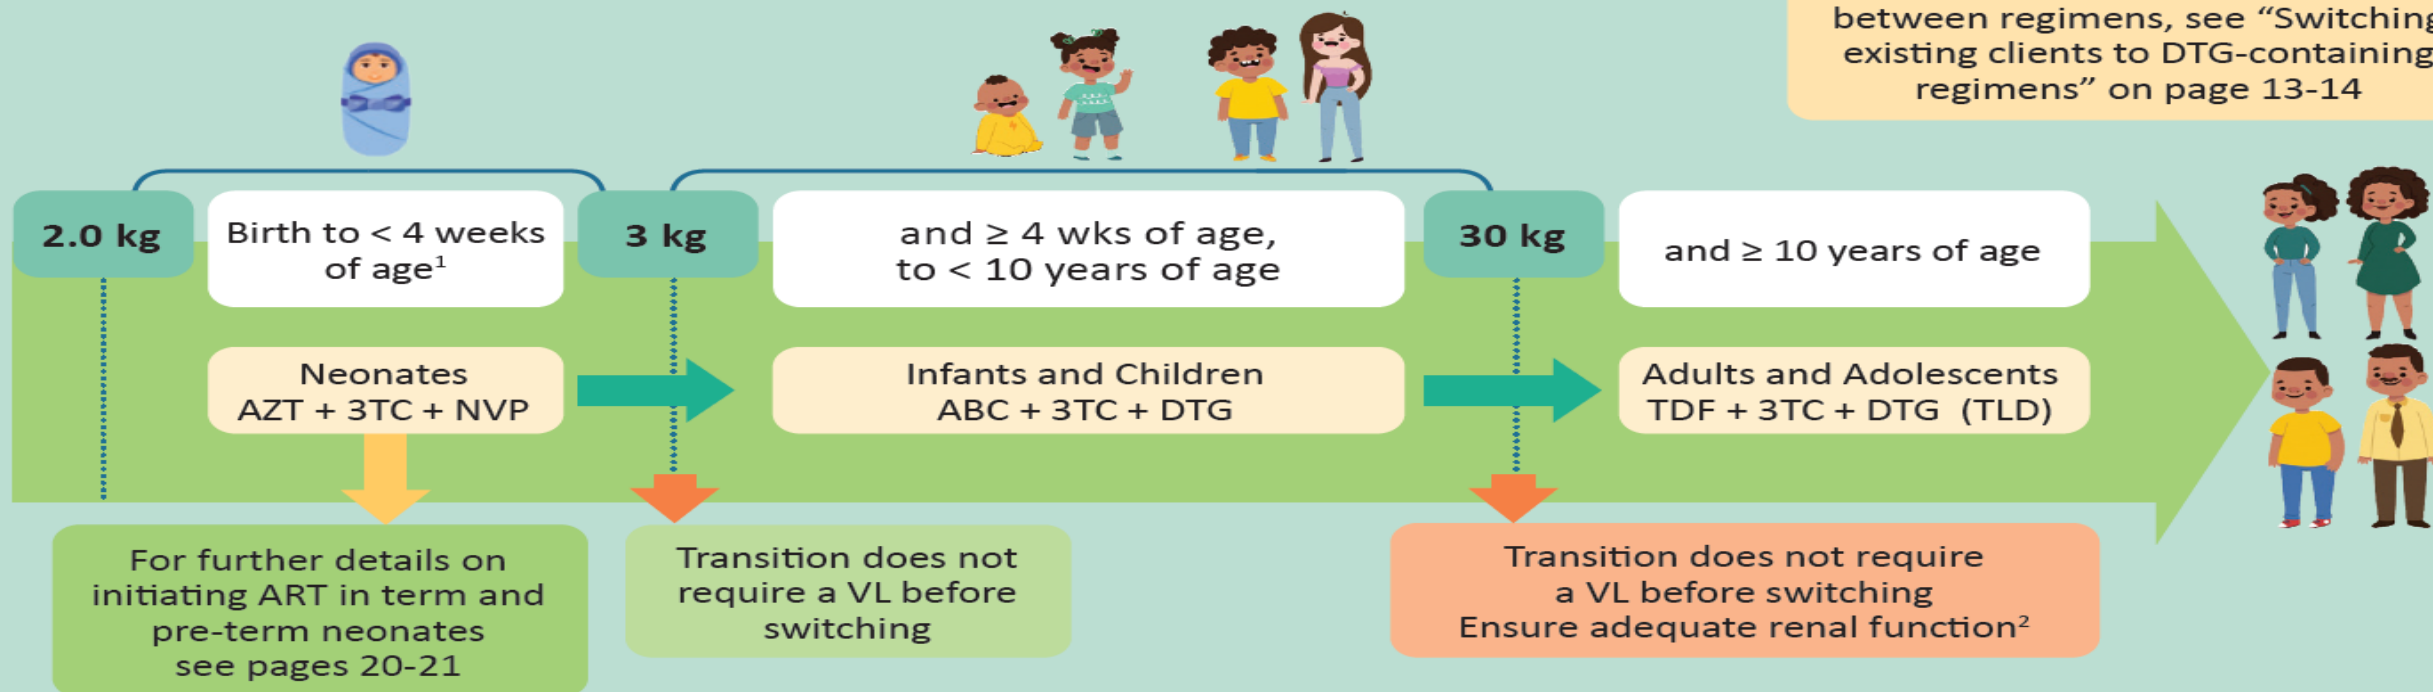 between regimens, see “Switching
existing clients to DTG-containing
regimens” on page 13-14
2.0 kg
Birth to < 4 weeks
of age¹
3 kg
and ≥ 4 wks of age,
to < 10 years of age
30 kg
and ≥ 10 years of age
Neonates
AZT + 3TC + NVP
Infants and Children
ABC + 3TC + DTG
Adults and Adolescents
TDF + 3TC + DTG (TLD)
For further details on
initiating ART in term and
pre-term neonates
see pages 20-21
Transition does not
require a VL before
switching
Transition does not require
a VL before switching
Ensure adequate renal function²